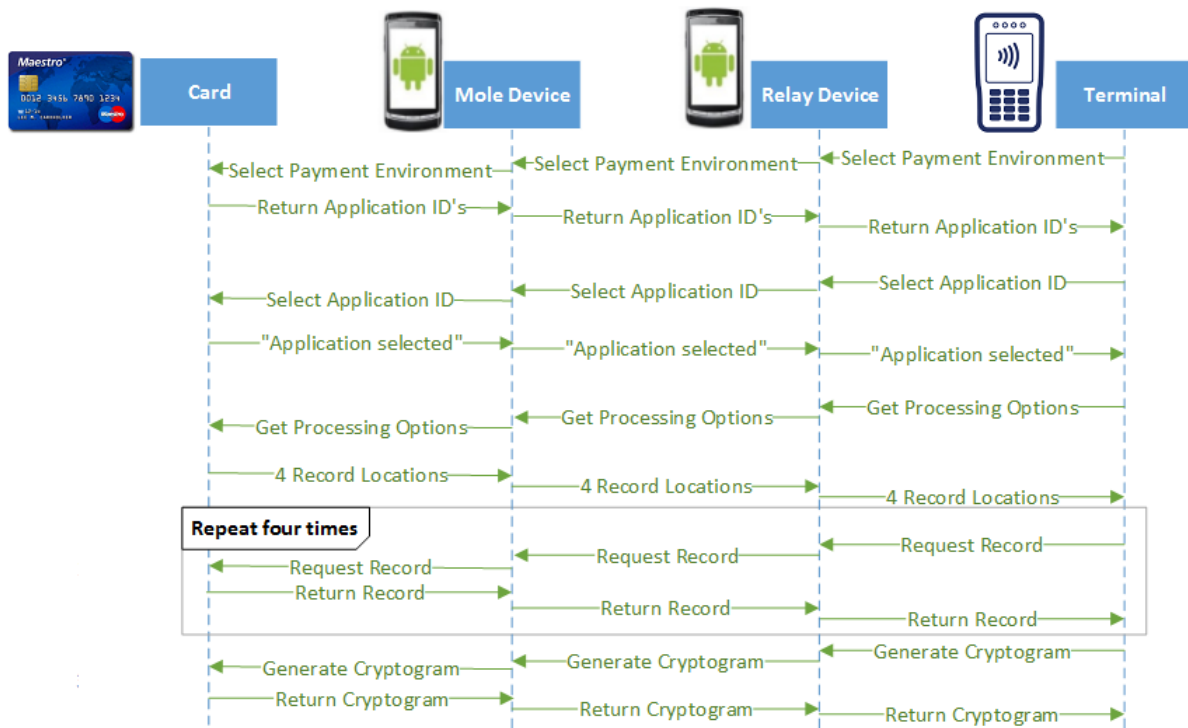 Maestro
0012 3456 7890 1234
Maestro
Card
Mole Device
Relay Device
Terminal
Select Payment Environment
Select Payment Environment
Select Payment Environment
Return Application ID's
Return Application ID's
Return Application ID's
Select Application ID
Select Application ID
Select Application ID
"Application selected"
"Application selected"
"Application selected"
Get Processing Options
Get Processing Options
Get Processing Options
4 Record Locations
4 Record Locations
4 Record Locations
Repeat four times
Request Record
Request Record
Request Record
Return Record
Return Record
Return Record
Generate Cryptogram
Generate Cryptogram
Generate Cryptogram
Return Cryptogram
Return Cryptogram
Return Cryptogram